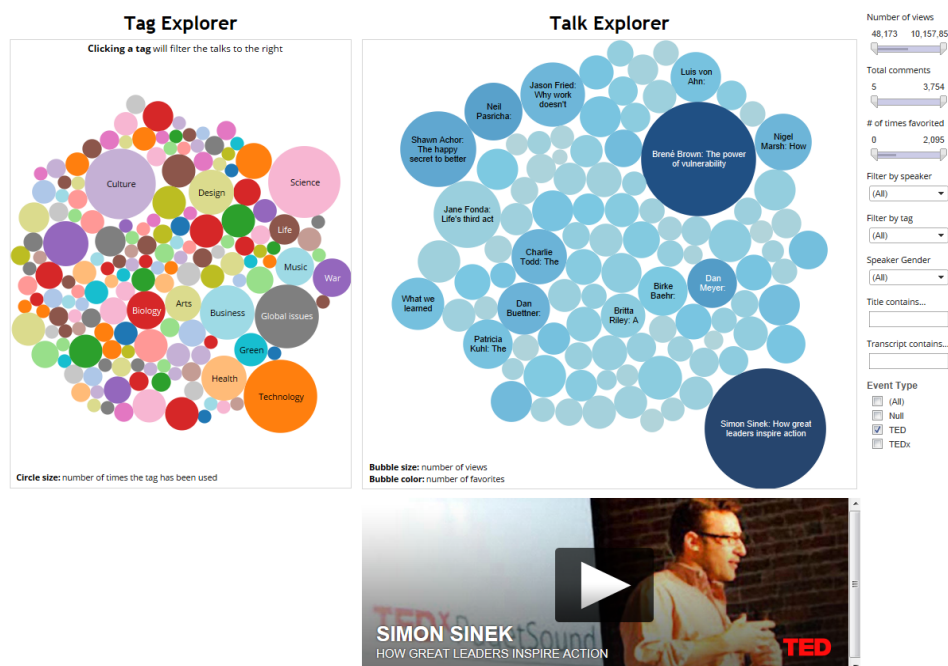 Tag Explorer
Clicking a tag will filter the talks to the right
Culture
Science
Design
Life
Music
War
Biology
Arts
Business
Global issues
Green
Health
Technology
Circle size: number of times the tag has been used
Talk Explorer
Luis von
Ahn:
Jason Fried:
Why work
doesn't
Neil
Pasricha:
Shawn Achor:
The happy
secret to better
Brené Brown: The power
of vulnerability
Nigel
Marsh: How
Jane Fonda:
Life's third act
Charlie
Todd: The
What we
learned
Dan
Buettner:
Birke
Baehr:
Dan
Meyer:
Britta
Riley: A
Patricia
Kuhl: The
Simon Sinek: How great
leaders inspire action
Bubble size: number of views
Bubble color: number of favorites
SIMON SINEK
HOW GREAT LEADERS INSPIRE ACTION
TED
Number of views
48,173 10,157,85
Total comments
5 3,754
# of times favorited
0 2,095
Filter by speaker
(All)
Filter by tag
(All)
Speaker Gender
(All)
Title contains...
Transcript contains...
Event Type
(All)
Null
TED
TEDx